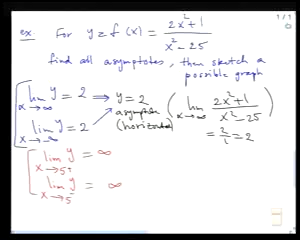 ex. For y=f(x) = (2x²+1)/(x²-25)
find all asymptotes, then sketch a
possible graph
lim y = 2 ⇒ y=2
x→∞
asymptote
(horizontal)
lim y = 2
x→-∞
( lim (2x²+1)/(x²-25)
x→∞
= 2/1 = 2
lim y = ∞
x→5+
lim y = ∞
x→5-
1/1